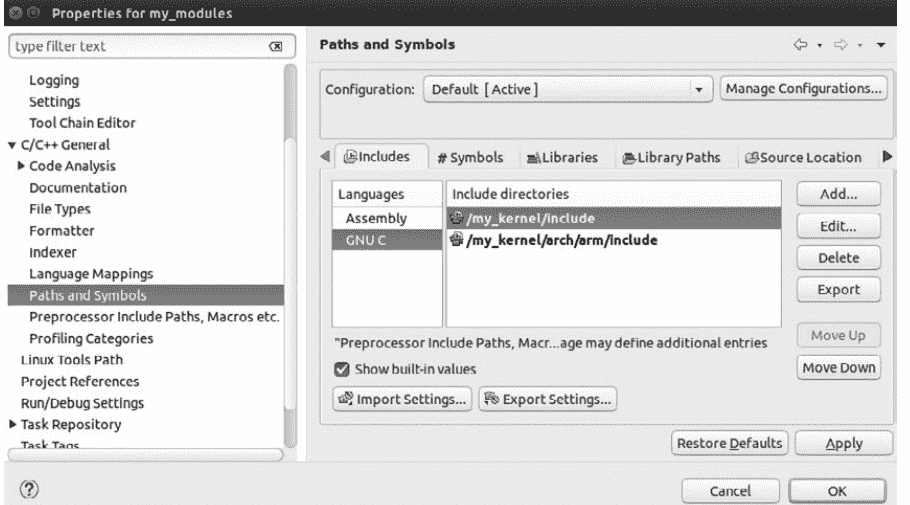 Properties for my_modules
type filter text
Logging
Settings
Tool Chain Editor
C/C++ General
Code Analysis
Documentation
File Types
Formatter
Indexer
Language Mappings
Paths and Symbols
Preprocessor Include Paths, Macros etc.
Profiling Categories
Linux Tools Path
Project References
Run/Debug Settings
Task Repository
Task Tags
Paths and Symbols
Configuration: Default [ Active ] Manage Configurations...
Includes # Symbols Libraries Library Paths Source Location
Languages Include directories
Assembly /my_kernel/include
GNU C /my_kernel/arch/arm/include
Add...
Edit...
Delete
Export
Move Up
Move Down
"Preprocessor Include Paths, Macr...age may define additional entries
Show built-in values
Import Settings... Export Settings...
Restore Defaults Apply
? Cancel OK